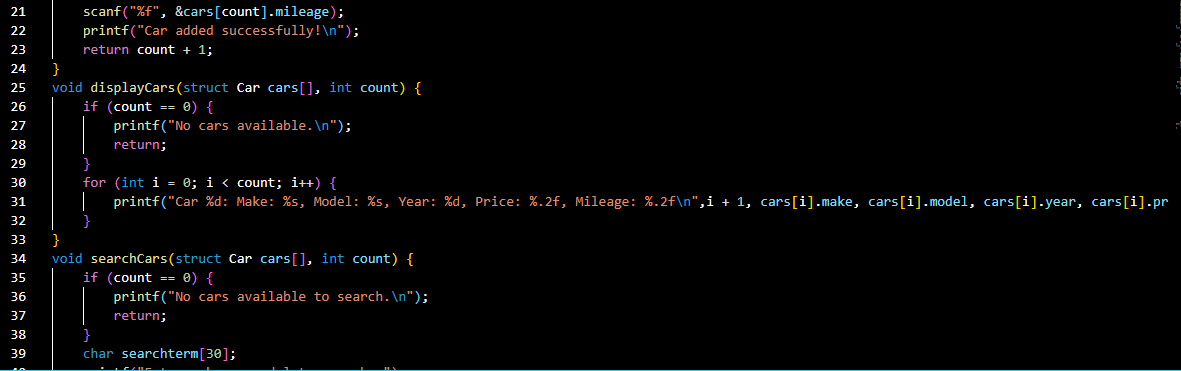 21 scanf("%f", &cars[count].mileage);
22 printf("Car added successfully!\n");
23 return count + 1;
24 }
25 void displayCars(struct Car cars[], int count) {
26 if (count == 0) {
27 printf("No cars available.\n");
28 return;
29 }
30 for (int i = 0; i < count; i++) {
31 printf("Car %d: Make: %s, Model: %s, Year: %d, Price: %.2f, Mileage: %.2f\n",i + 1, cars[i].make, cars[i].model, cars[i].year, cars[i].pr
32 }
33 }
34 void searchCars(struct Car cars[], int count) {
35 if (count == 0) {
36 printf("No cars available to search.\n");
37 return;
38 }
39 char searchterm[30];